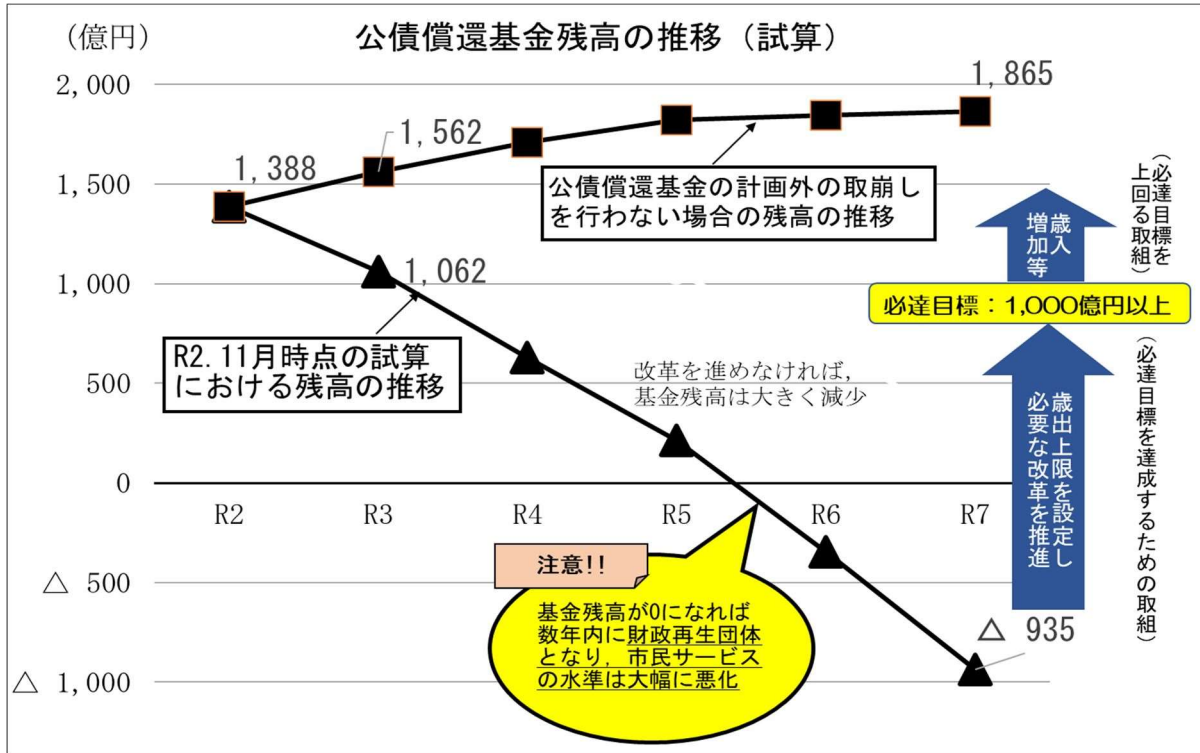 公債償還基金残高の推移（試算）
（億円）
2,000
1,500
1,000
500
0
△ 500
△ 1,000
R2
R3
R4
R5
R6
R7
1,388
1,562
1,865
1,062
△ 935
公債償還基金の計画外の取崩し
を行わない場合の残高の推移
R2.11月時点の試算
における残高の推移
改革を進めなければ，
基金残高は大きく減少
注意!!
基金残高が0になれば
数年内に財政再生団体
となり，市民サービス
の水準は大幅に悪化
歳入
増加等
（必達目標を
上回る取組）
必達目標：1,000億円以上
歳出上限を設定し
必要な改革を推進
（必達目標を達成するための取組）